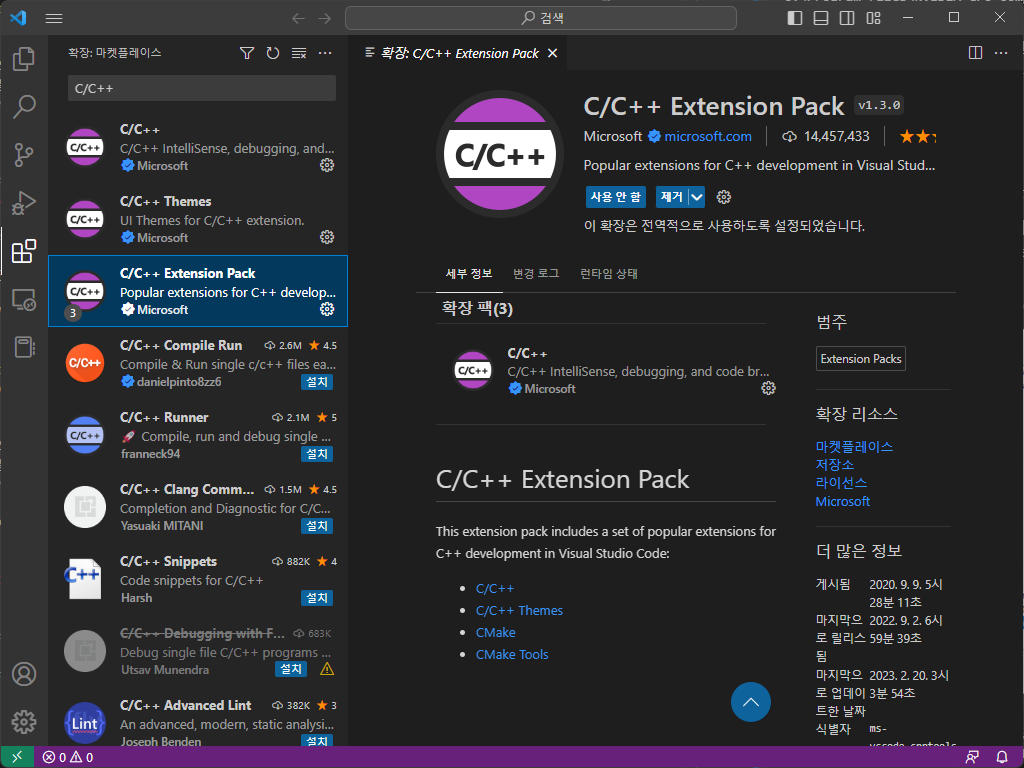 검색
확장: 마켓플레이스
C/C++
C/C++
C/C++
C/C++ IntelliSense, debugging, and...
Microsoft
C/C++
C/C++ Themes
UI Themes for C/C++ extension.
Microsoft
C/C++
3
C/C++ Extension Pack
Popular extensions for C++ develop...
Microsoft
C/C++
C/C++ Compile Run 2.6M 4.5
Compile & Run single c/c++ files ea...
danielpinto8zz6 설치
C/C++
C/C++ Runner 2.1M 5
🚀 Compile, run and debug single ...
franneck94 설치
C/C++ Clang Comm... 1.5M 4.5
Completion and Diagnostic for C/C...
Yasuaki MITANI 설치
C++
C/C++ Snippets 882K 4
Code snippets for C/C++
Harsh 설치
C/C++ Debugging with F... 683K
Debug single file C/C++ programs ...
Utsav Munendra 설치
Lint
C/C++ Advanced Lint 382K 3
An advanced, modern, static analysi...
Joseph Benden 설치
확장: C/C++ Extension Pack
C/C++
C/C++ Extension Pack v1.3.0
Microsoft microsoft.com 14,457,433
Popular extensions for C++ development in Visual Stud...
사용 안 함 제거
이 확장은 전역적으로 사용하도록 설정되었습니다.
세부 정보 변경 로그 런타임 상태
확장 팩(3)
C/C++
C/C++
C/C++ IntelliSense, debugging, and code br...
Microsoft
C/C++ Extension Pack
This extension pack includes a set of popular extensions for
C++ development in Visual Studio Code:
C/C++
C/C++ Themes
CMake
CMake Tools
범주
Extension Packs
확장 리소스
마켓플레이스
저장소
라이선스
Microsoft
더 많은 정보
게시됨 2020. 9. 9. 5시
28분 11초
마지막으 2022. 9. 2. 6시
로 릴리스 59분 39초
됨
마지막으 2023. 2. 20. 3시
로 업데이 3분 54초
트한 날짜
식별자 ms-
vscode.cpptools
0 0